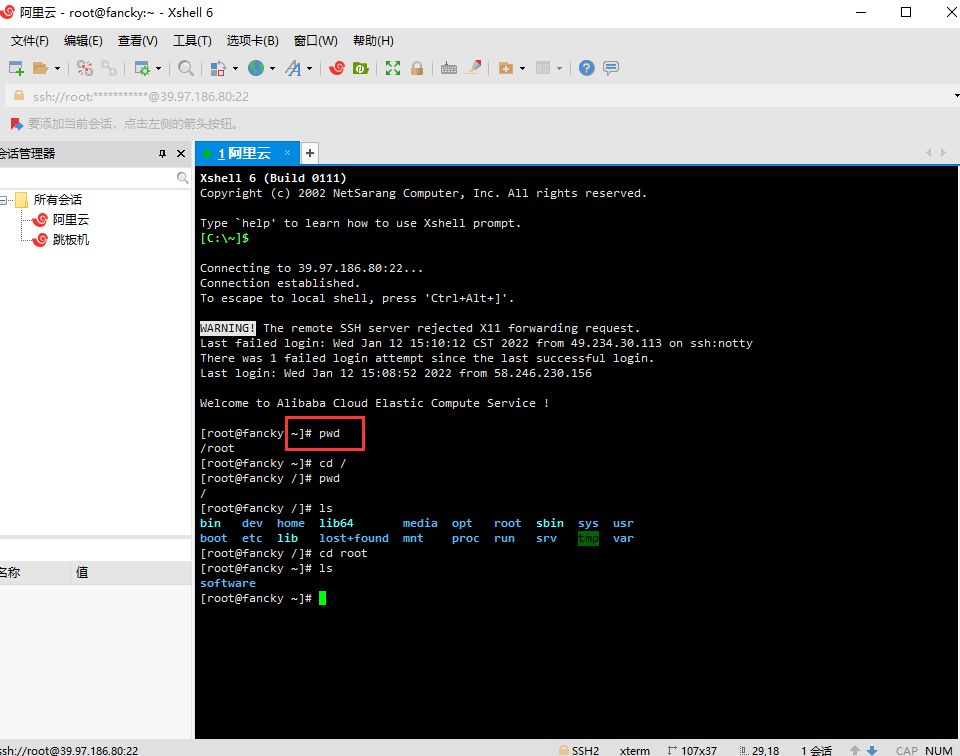 阿里云 - root@fancky:~ - Xshell 6
文件(F) 编辑(E) 查看(V) 工具(T) 选项卡(B) 窗口(W) 帮助(H)
ssh://root:***********@39.97.186.80:22
要添加当前会话，点击左侧的箭头按钮。
会话管理器
1 阿里云
所有会话
阿里云
跳板机
名称 值
Xshell 6 (Build 0111)
Copyright (c) 2002 NetSarang Computer, Inc. All rights reserved.
Type `help' to learn how to use Xshell prompt.
[C:\~]$
Connecting to 39.97.186.80:22...
Connection established.
To escape to local shell, press 'Ctrl+Alt+]'.
WARNING! The remote SSH server rejected X11 forwarding request.
Last failed login: Wed Jan 12 15:10:12 CST 2022 from 49.234.30.113 on ssh:notty
There was 1 failed login attempt since the last successful login.
Last login: Wed Jan 12 15:08:52 2022 from 58.246.230.156
Welcome to Alibaba Cloud Elastic Compute Service !
[root@fancky ~]# pwd
/root
[root@fancky ~]# cd /
[root@fancky /]# pwd
/
[root@fancky /]# ls
bin dev home lib64 media opt root sbin sys usr
boot etc lib lost+found mnt proc run srv tmp var
[root@fancky /]# cd root
[root@fancky ~]# ls
software
[root@fancky ~]#
ssh://root@39.97.186.80:22 SSH2 xterm 107x37 29,18 1 会话 CAP NUM